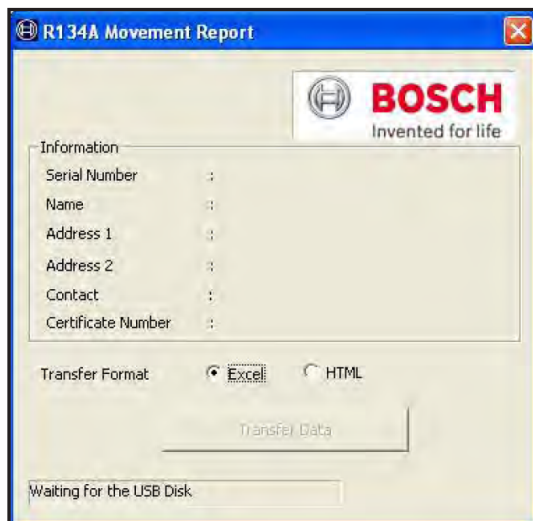 R134A Movement Report
BOSCH
Invented for life
Information
Serial Number :
Name :
Address 1 :
Address 2 :
Contact :
Certificate Number :
Transfer Format Excel HTML
Transfer Data
Waiting for the USB Disk